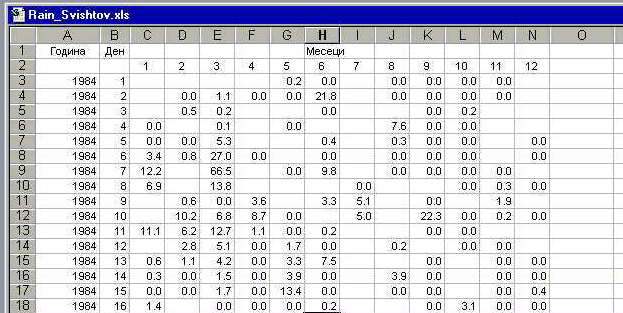 Rain_Svishtov.xls
A B C D E F G H I J K L M N O
1 Година Ден Месеци
2 1 2 3 4 5 6 7 8 9 10 11 12
3 1984 1 0.2 0.0 0.0 0.0 0.0 0.0
4 1984 2 0.0 1.1 0.0 0.0 21.8 0.0 0.0 0.0 0.0
5 1984 3 0.5 0.2 0.0 0.0 0.2
6 1984 4 0.0 0.1 0.0 7.6 0.0 0.0
7 1984 5 0.0 0.0 5.3 0.4 0.3 0.0 0.0 0.0
8 1984 6 3.4 0.8 27.0 0.0 0.0 0.0 0.0 0.0 0.0
9 1984 7 12.2 66.5 0.0 9.8 0.0 0.0 0.0 0.0
10 1984 8 6.9 13.8 0.0 0.0 0.3 0.0
11 1984 9 0.6 0.0 3.6 3.3 5.1 0.0 1.9
12 1984 10 10.2 6.8 8.7 0.0 5.0 22.3 0.0 0.2 0.0
13 1984 11 11.1 6.2 12.7 1.1 0.0 0.2 0.0 0.0
14 1984 12 2.8 5.1 0.0 1.7 0.0 0.2 0.0 0.0
15 1984 13 0.6 1.1 4.2 0.0 3.3 7.5 0.0 0.0 0.0
16 1984 14 0.3 0.0 1.5 0.0 3.9 0.0 3.9 0.0 0.0 0.0
17 1984 15 0.0 0.0 1.7 0.0 13.4 0.0 0.0 0.0 0.0 0.4
18 1984 16 1.4 0.0 0.0 0.0 0.2 0.0 3.1 0.0 0.0